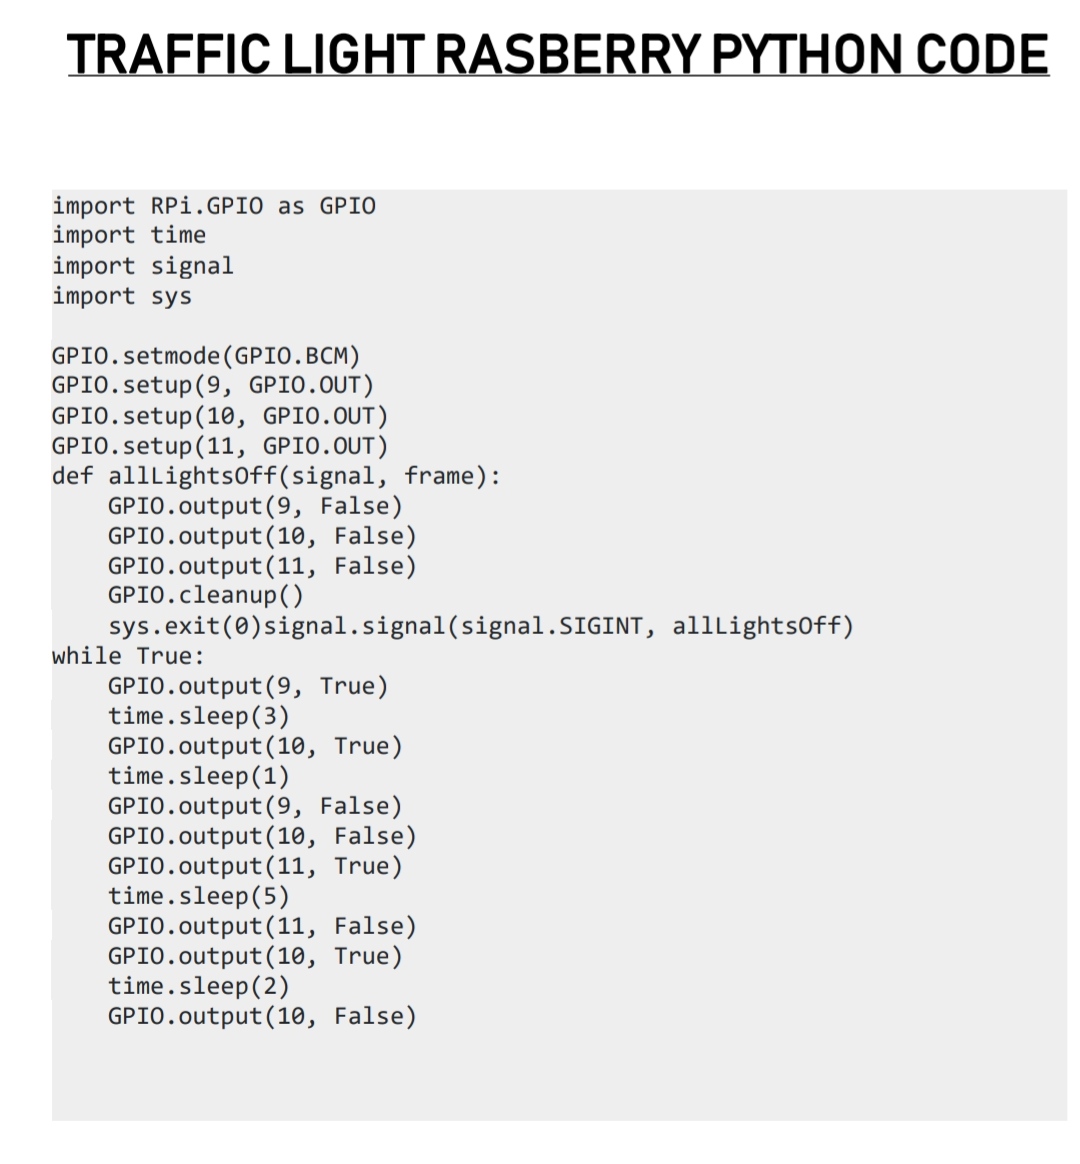 TRAFFIC LIGHT RASBERRY PYTHON CODE
import RPi.GPIO as GPIO
import time
import signal
import sys
GPIO.setmode(GPIO.BCM)
GPIO.setup(9, GPIO.OUT)
GPIO.setup(10, GPIO.OUT)
GPIO.setup(11, GPIO.OUT)
def allLightsOff(signal, frame):
    GPIO.output(9, False)
    GPIO.output(10, False)
    GPIO.output(11, False)
    GPIO.cleanup()
    sys.exit(0)signal.signal(signal.SIGINT, allLightsOff)
while True:
    GPIO.output(9, True)
    time.sleep(3)
    GPIO.output(10, True)
    time.sleep(1)
    GPIO.output(9, False)
    GPIO.output(10, False)
    GPIO.output(11, True)
    time.sleep(5)
    GPIO.output(11, False)
    GPIO.output(10, True)
    time.sleep(2)
    GPIO.output(10, False)